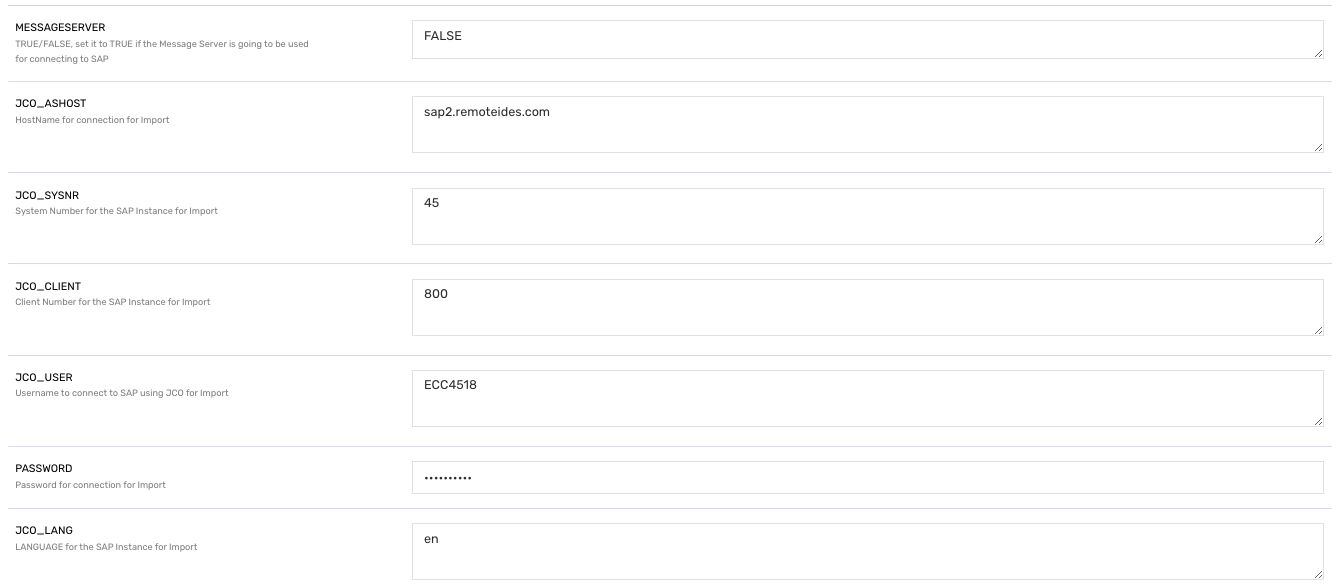 MESSAGESERVER
TRUE/FALSE, set it to TRUE if the Message Server is going to be used
for connecting to SAP
FALSE
JCO_ASHOST
HostName for connection for Import
sap2.remoteides.com
JCO_SYSNR
System Number for the SAP Instance for Import
45
JCO_CLIENT
Client Number for the SAP Instance for Import
800
JCO_USER
Username to connect to SAP using JCO for Import
ECC4518
PASSWORD
Password for connection for Import
••••••••••
JCO_LANG
LANGUAGE for the SAP Instance for Import
en